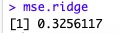 > mse.ridge
[1] 0.3256117